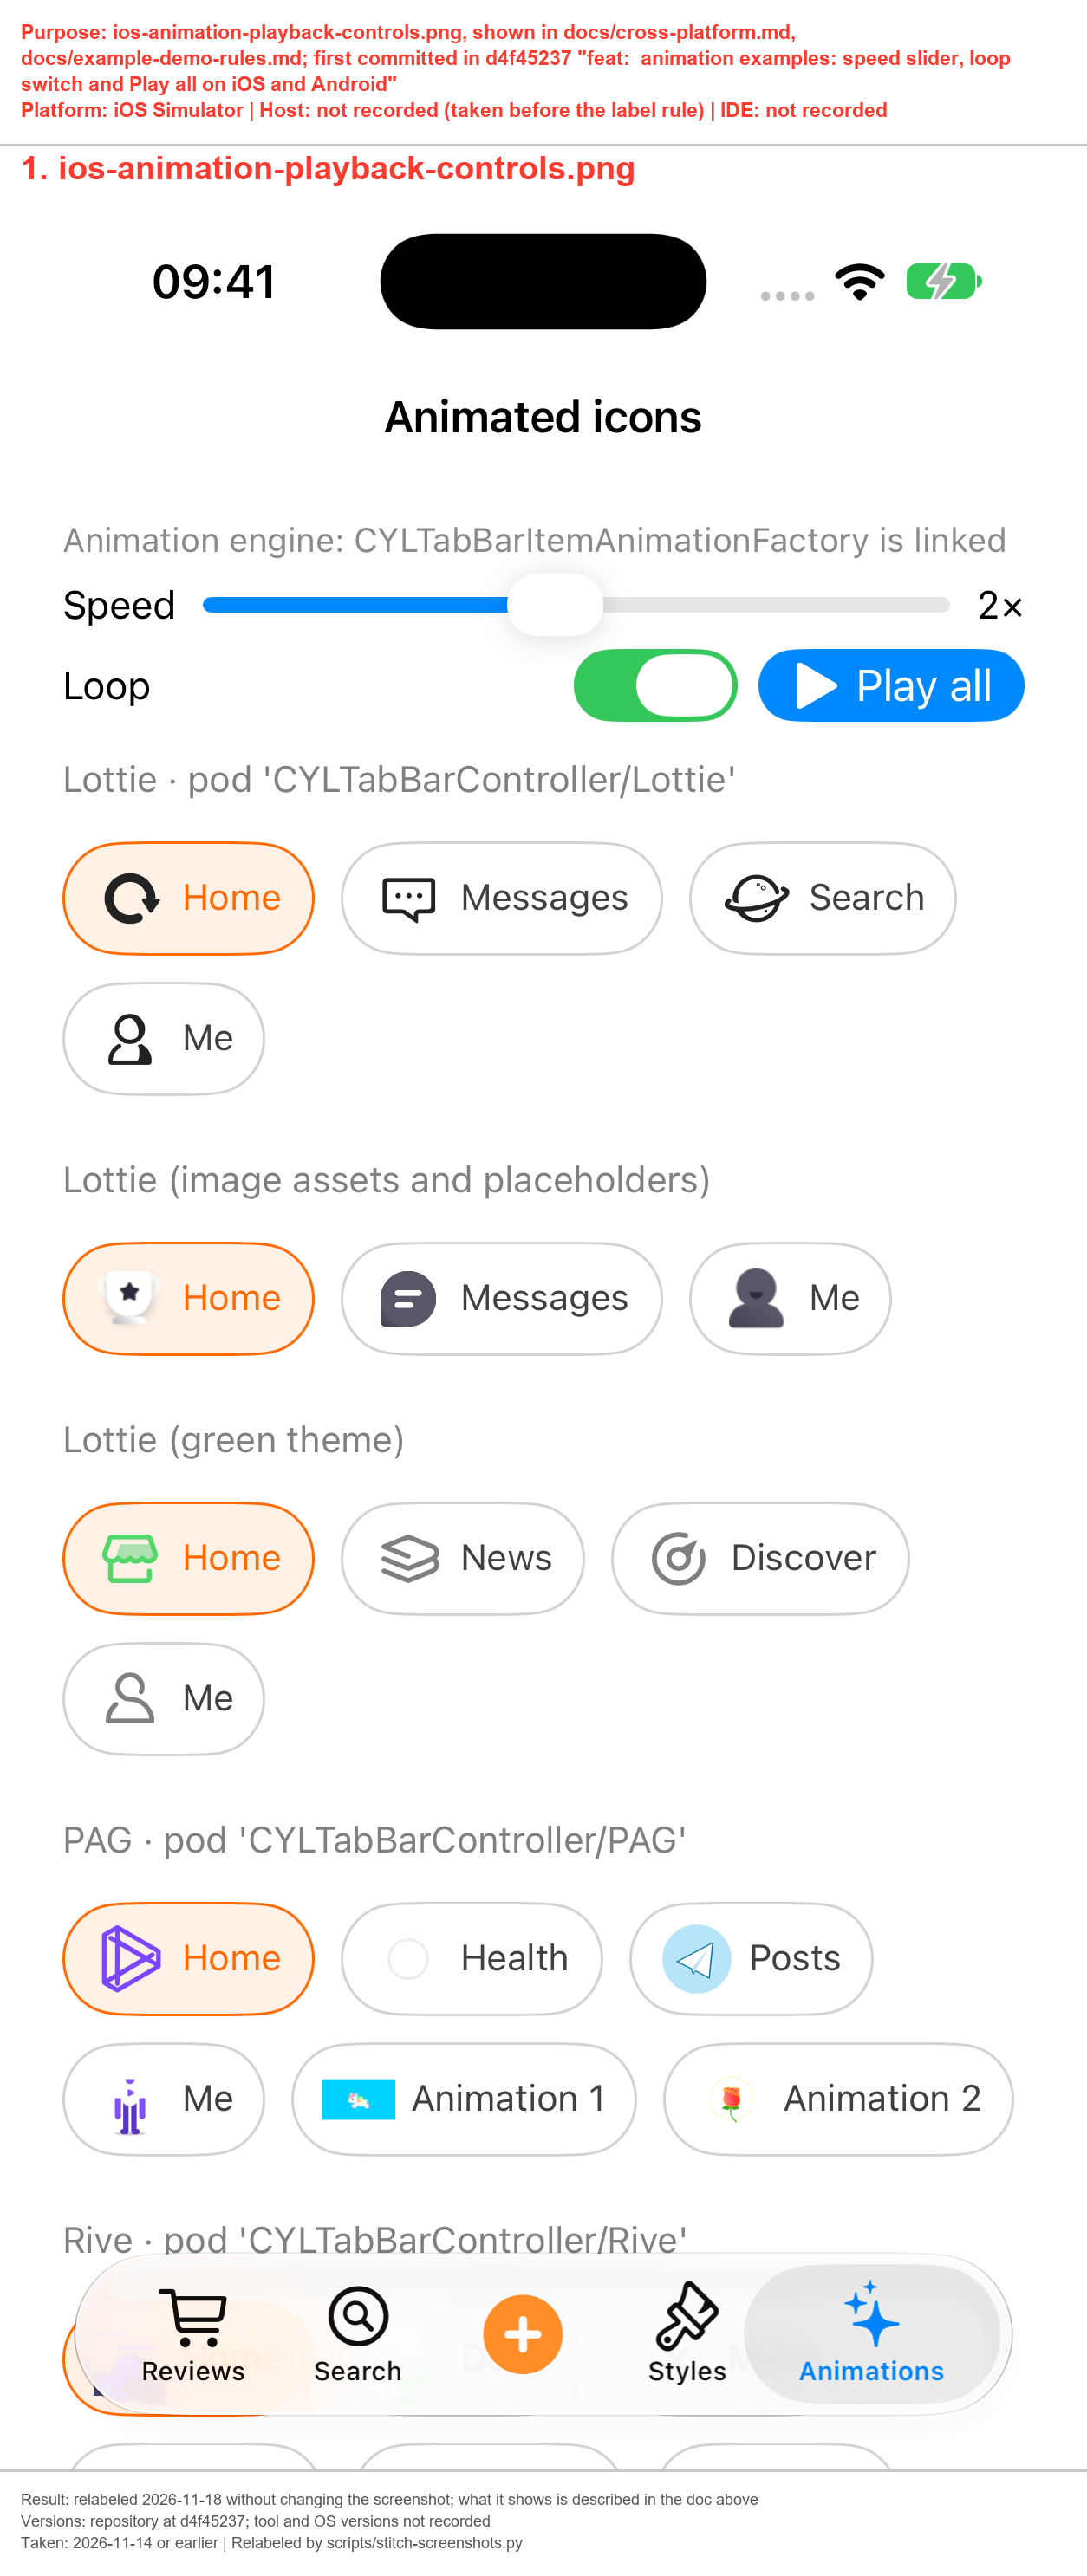 Purpose: ios-animation-playback-controls.png, shown in docs/cross-platform.md,
docs/example-demo-rules.md; first committed in d4f45237 "feat:  animation examples: speed slider, loop
switch and Play all on iOS and Android"
Platform: iOS Simulator | Host: not recorded (taken before the label rule) | IDE: not recorded
1. ios-animation-playback-controls.png
09:41
Animated icons
Animation engine: CYLTabBarItemAnimationFactory is linked
Speed 2×
Loop Play all
Lottie · pod 'CYLTabBarController/Lottie'
Home Messages Search
Me
Lottie (image assets and placeholders)
Home Messages Me
Lottie (green theme)
Home News Discover
Me
PAG · pod 'CYLTabBarController/PAG'
Home Health Posts
Me Animation 1 Animation 2
Rive · pod 'CYLTabBarController/Rive'
Reviews Search Styles Animations
Result: relabeled 2026-11-18 without changing the screenshot; what it shows is described in the doc above
Versions: repository at d4f45237; tool and OS versions not recorded
Taken: 2026-11-14 or earlier | Relabeled by scripts/stitch-screenshots.py